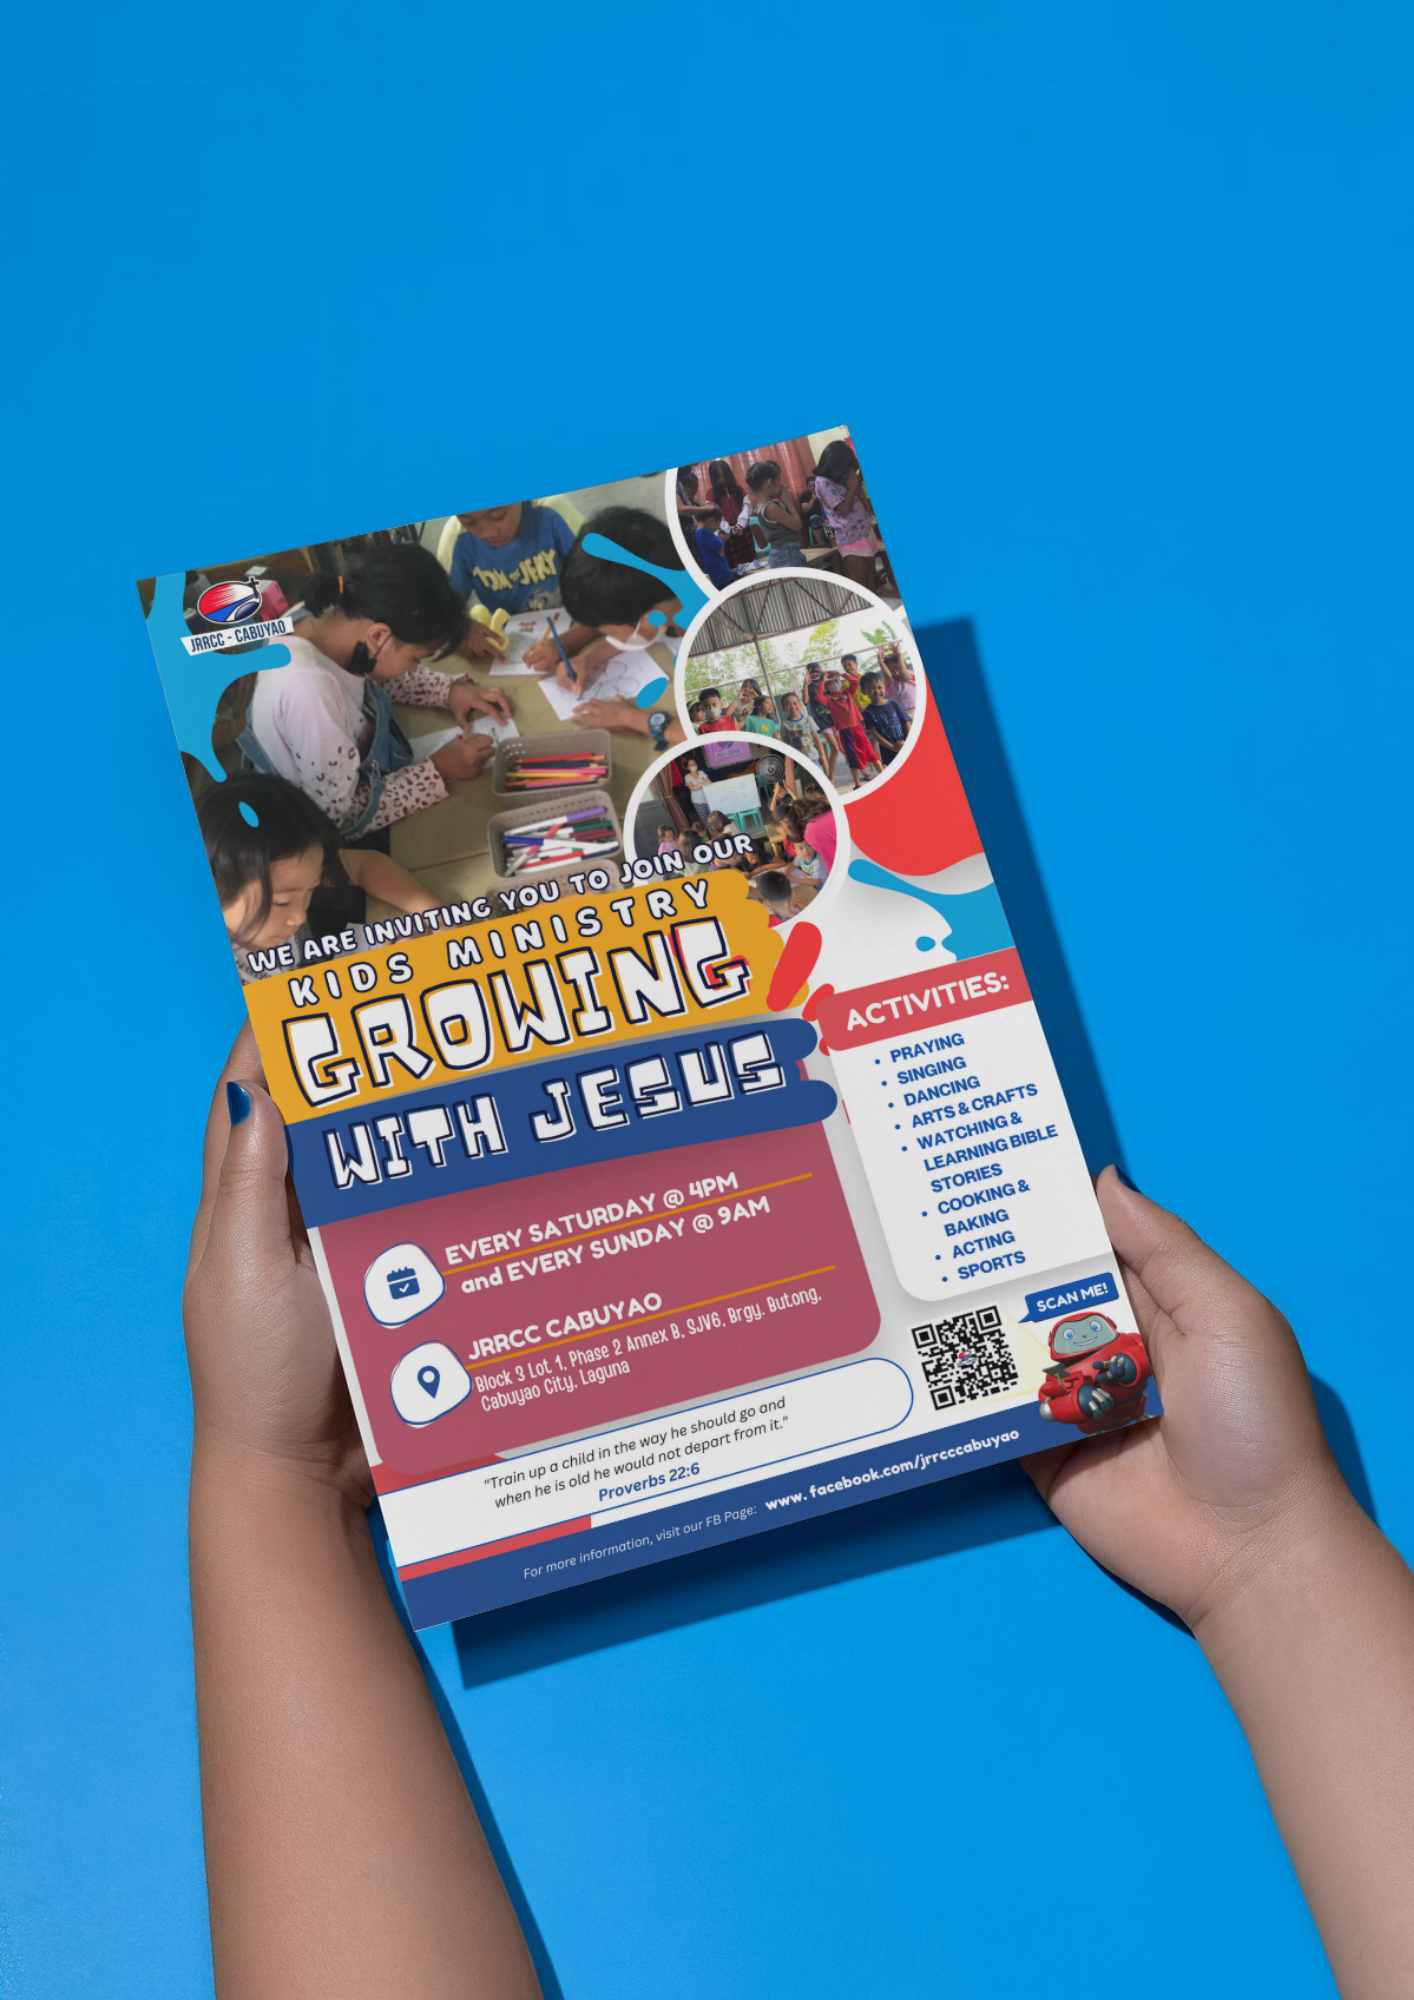 JRRCC - CABUYAO
TOM and JERRY
WE ARE INVITING YOU TO JOIN OUR
KIDS MINISTRY
GROWING
WITH JESUS
EVERY SATURDAY @ 4PM
and EVERY SUNDAY @ 9AM
JRRCC CABUYAO
Block 3 Lot 1, Phase 2 Annex B, SJV6, Brgy. Butong,
Cabuyao City, Laguna
ACTIVITIES:
• PRAYING
• SINGING
• DANCING
• ARTS & CRAFTS
• WATCHING &
LEARNING BIBLE
STORIES
• COOKING &
BAKING
• ACTING
• SPORTS
SCAN ME!
"Train up a child in the way he should go and
when he is old he would not depart from it."
Proverbs 22:6
For more information, visit our FB Page: www. facebook.com/jrrcccabuyao